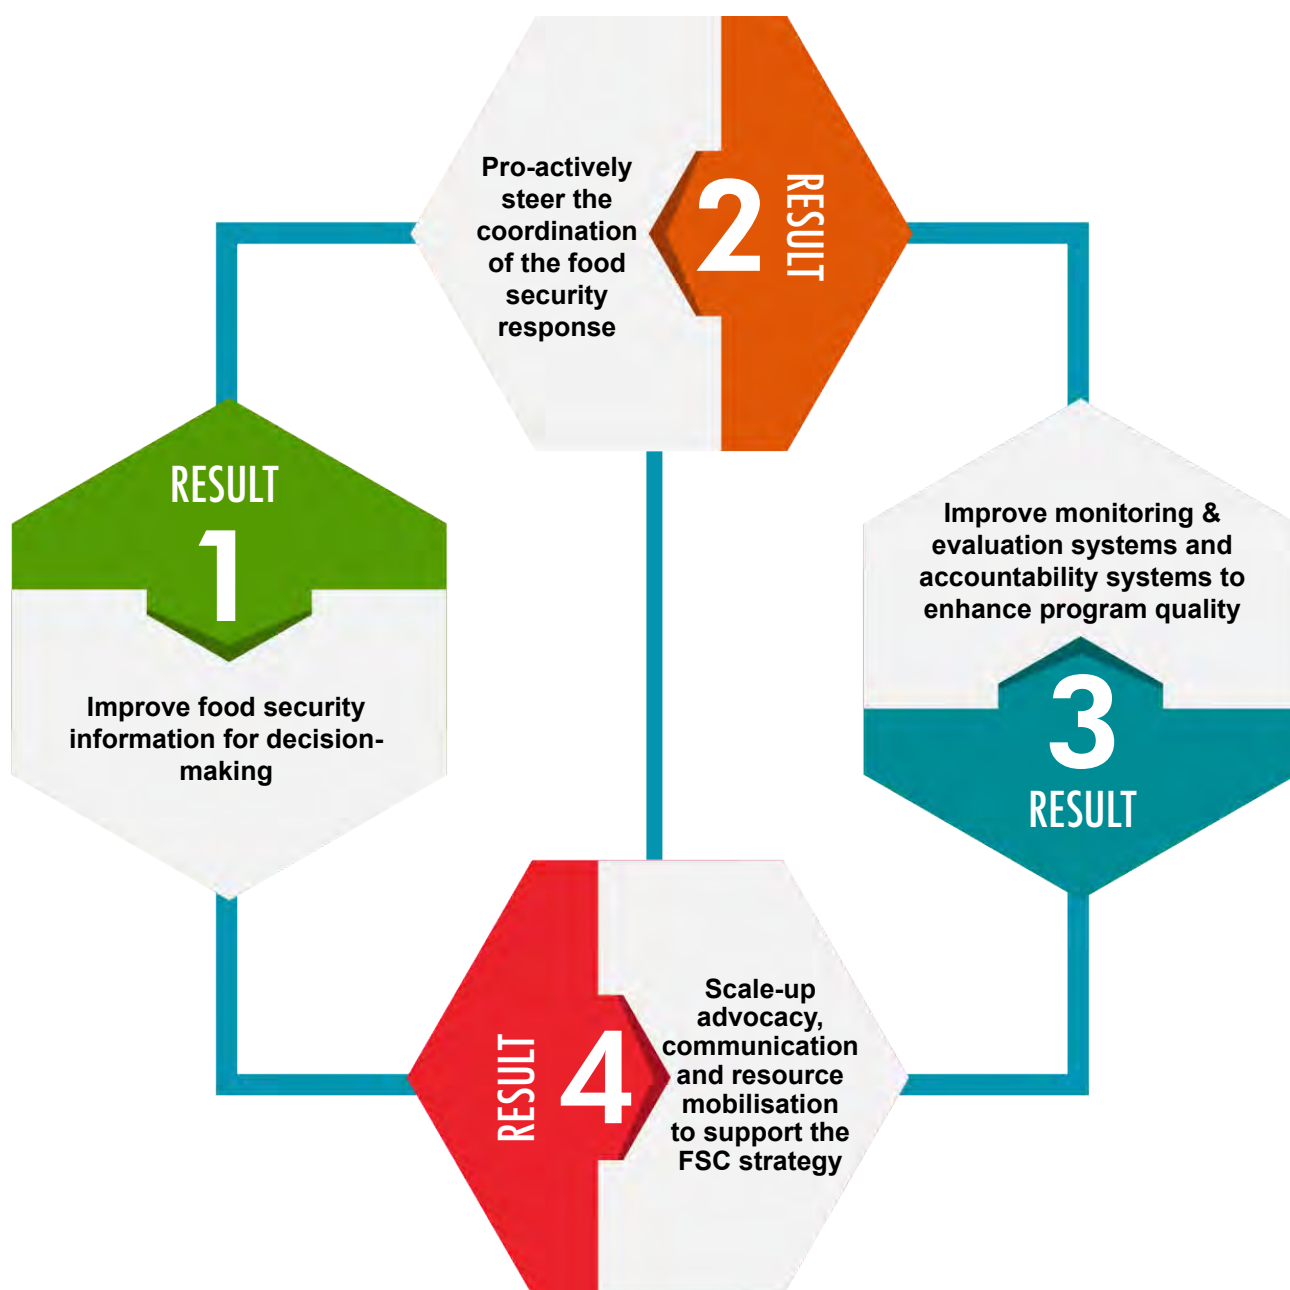 RESULT
1
Improve food security
information for decision-
making
Pro-actively
steer the
coordination
of the food
security
response
2
RESULT
Improve monitoring &
evaluation systems and
accountability systems to
enhance program quality
3
RESULT
RESULT
4
Scale-up
advocacy,
communication
and resource
mobilisation
to support the
FSC strategy